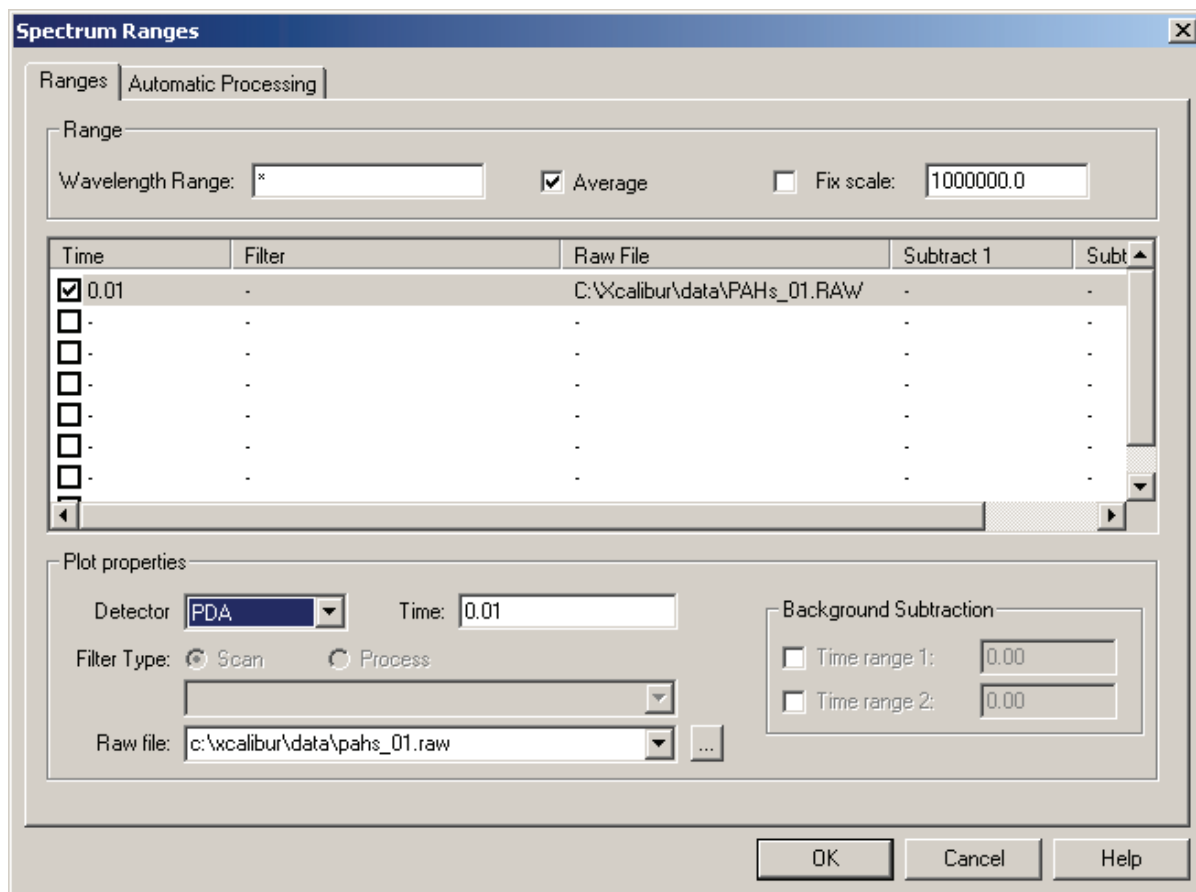 Spectrum Ranges
Ranges Automatic Processing
Range
Wavelength Range: * Average Fix scale: 1000000.0
Time Filter Raw File Subtract 1 Subt
0.01 - C:\Xcalibur\data\PAHs_01.RAW - -
- - - - -
- - - - -
- - - - -
- - - - -
- - - - -
- - - - -
Plot properties
Detector PDA Time: 0.01 Background Subtraction
Filter Type: Scan Process Time range 1: 0.00
Time range 2: 0.00
Raw file: c:\xcalibur\data\pahs_01.raw ...
OK Cancel Help